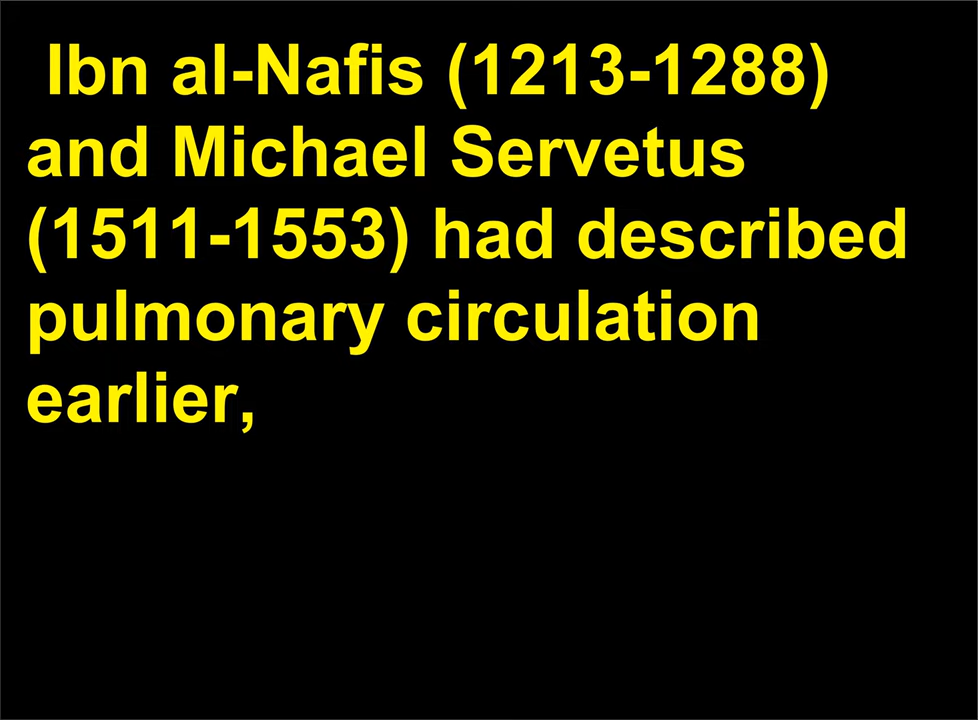 Ibn al-Nafis (1213-1288)
and Michael Servetus
(1511-1553) had described
pulmonary circulation
earlier,